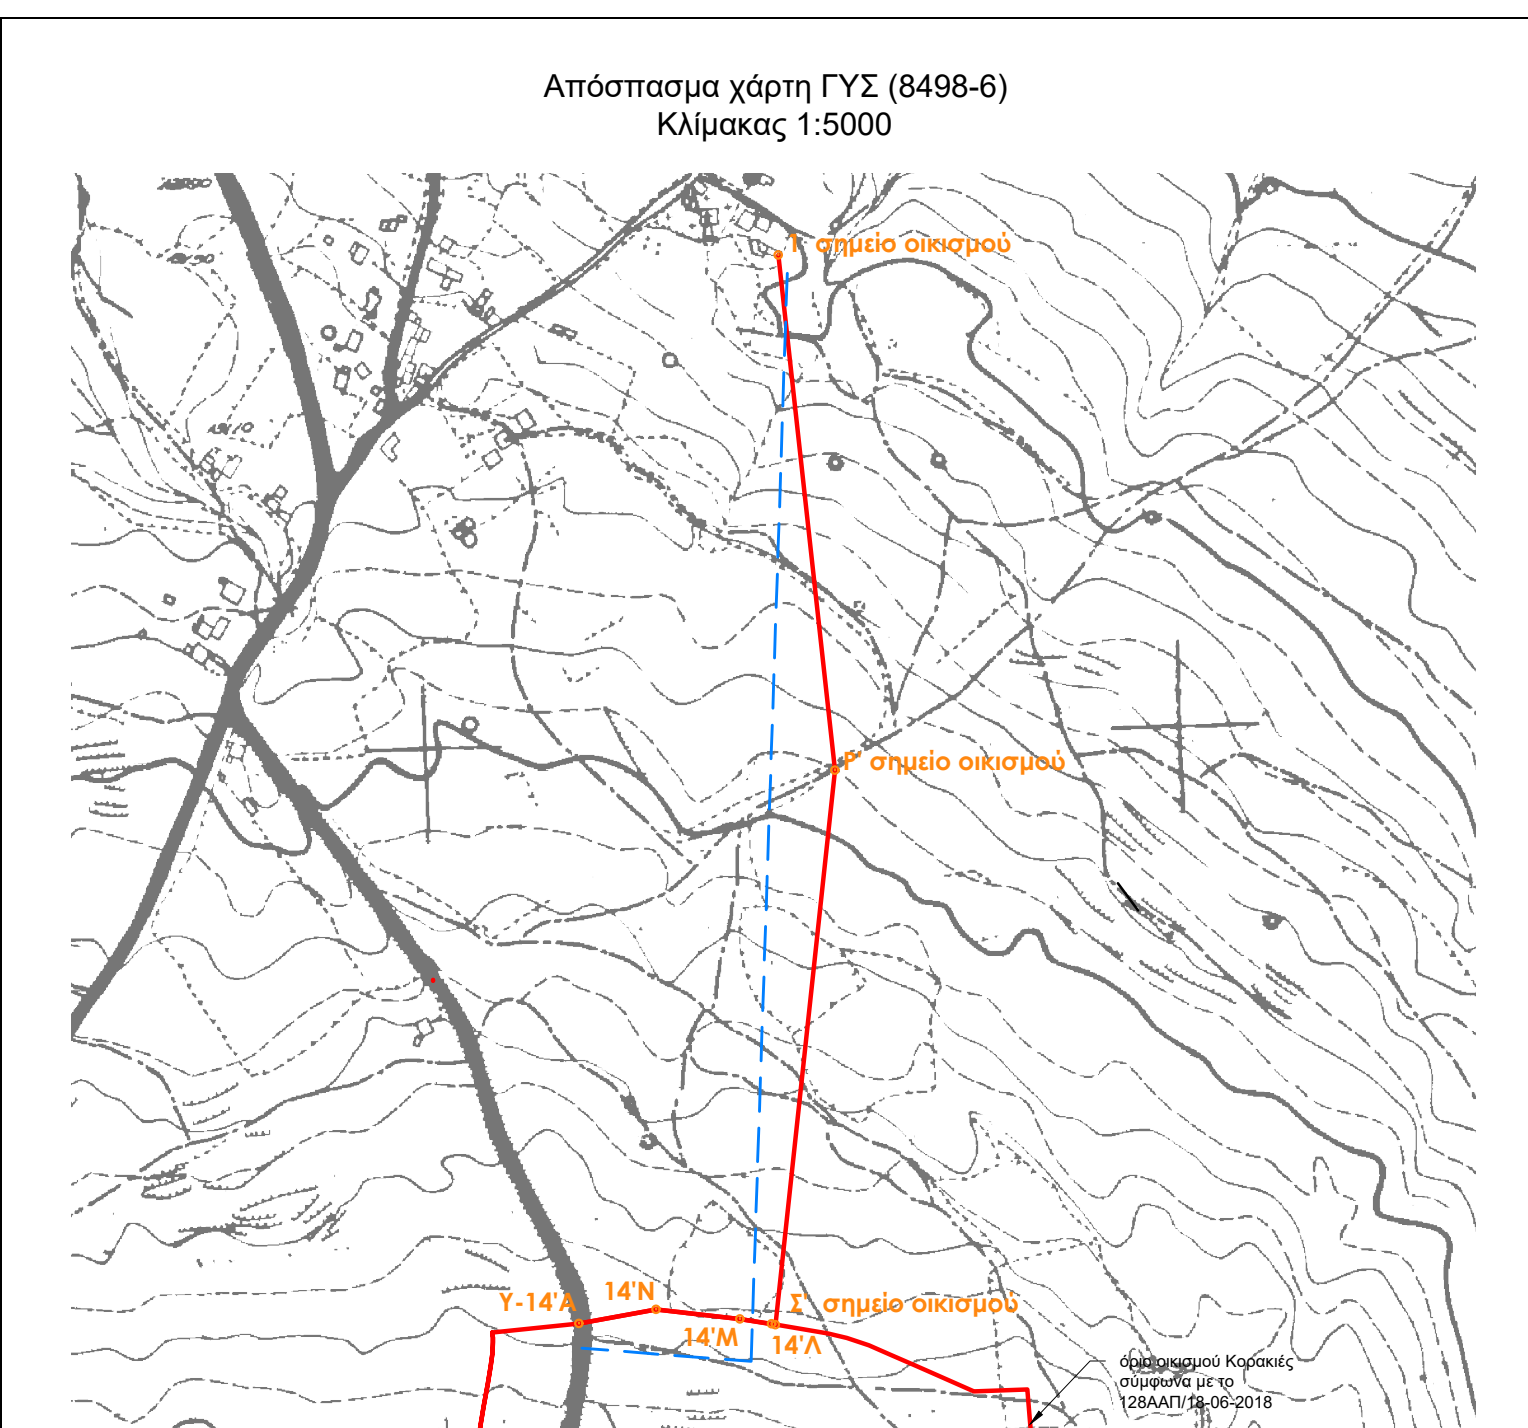 Απόσπασμα χάρτη ΓΥΣ (8498-6)
Κλίμακας 1:5000
1' σημείο οικισμού
Ρ' σημείο οικισμού
Υ-14'Α
14'Ν
Σ' σημείο οικισμού
14'Μ
14'Λ
όριο οικισμού Κορακιές
σύμφωνα με το
128ΑΑΠ/18-06-2018